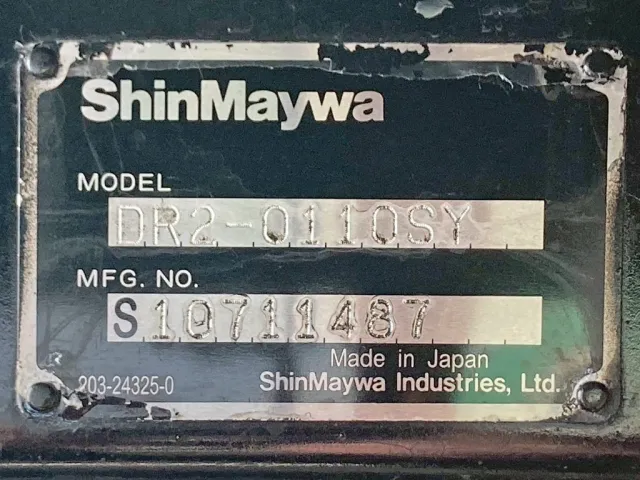 ShinMaywa
MODEL
DR2-0110SY
MFG. NO.
S10711487
Made in Japan
203-24325-0
ShinMaywa Industries, Ltd.